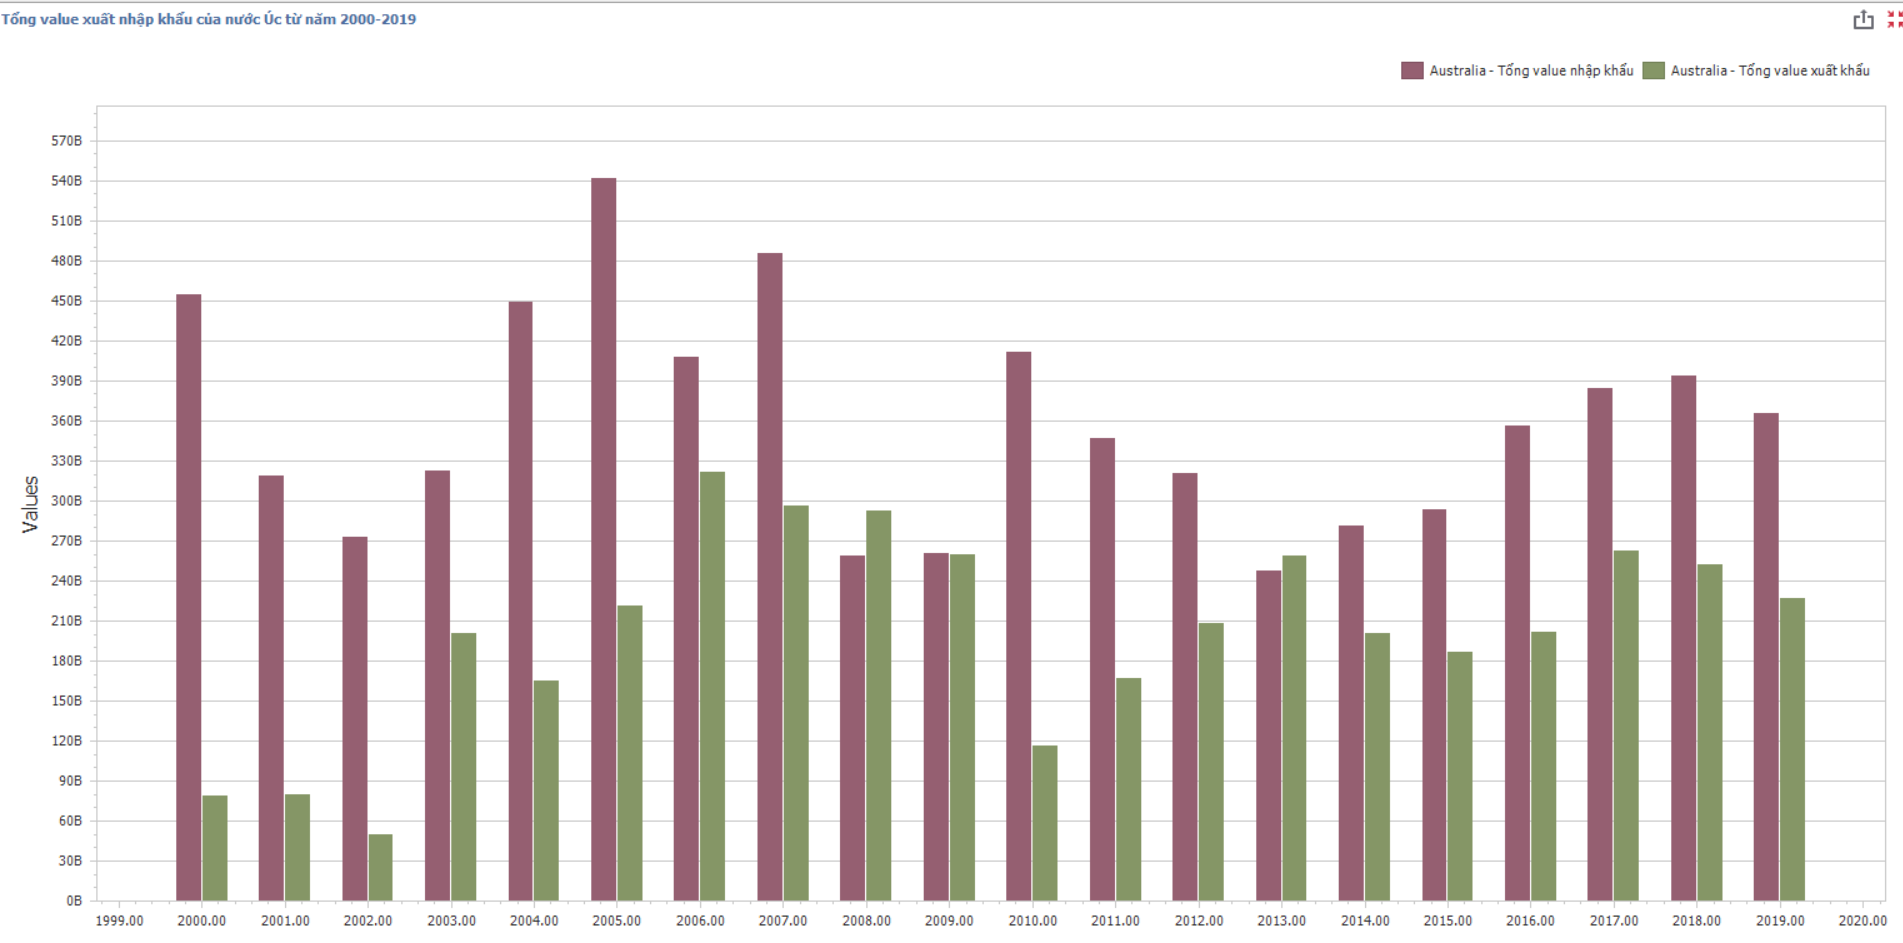 Tổng value xuất nhập khẩu của nước Úc từ năm 2000-2019
Australia - Tổng value nhập khẩu Australia - Tổng value xuất khẩu
570B
540B
510B
480B
450B
420B
390B
360B
330B
300B
270B
240B
210B
180B
150B
120B
90B
60B
30B
0B
Values
1999.00 2000.00 2001.00 2002.00 2003.00 2004.00 2005.00 2006.00 2007.00 2008.00 2009.00 2010.00 2011.00 2012.00 2013.00 2014.00 2015.00 2016.00 2017.00 2018.00 2019.00 2020.00